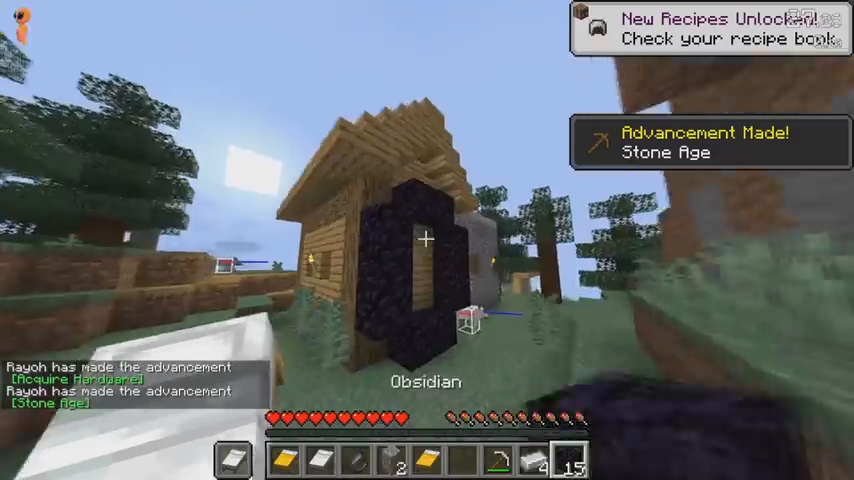 New Recipes Unlocked!
Check your recipe book
Advancement Made!
Stone Age
Rayoh has made the advancement
[Acquire Hardware]
Rayoh has made the advancement
[Stone Age]
Obsidian
2
4
15